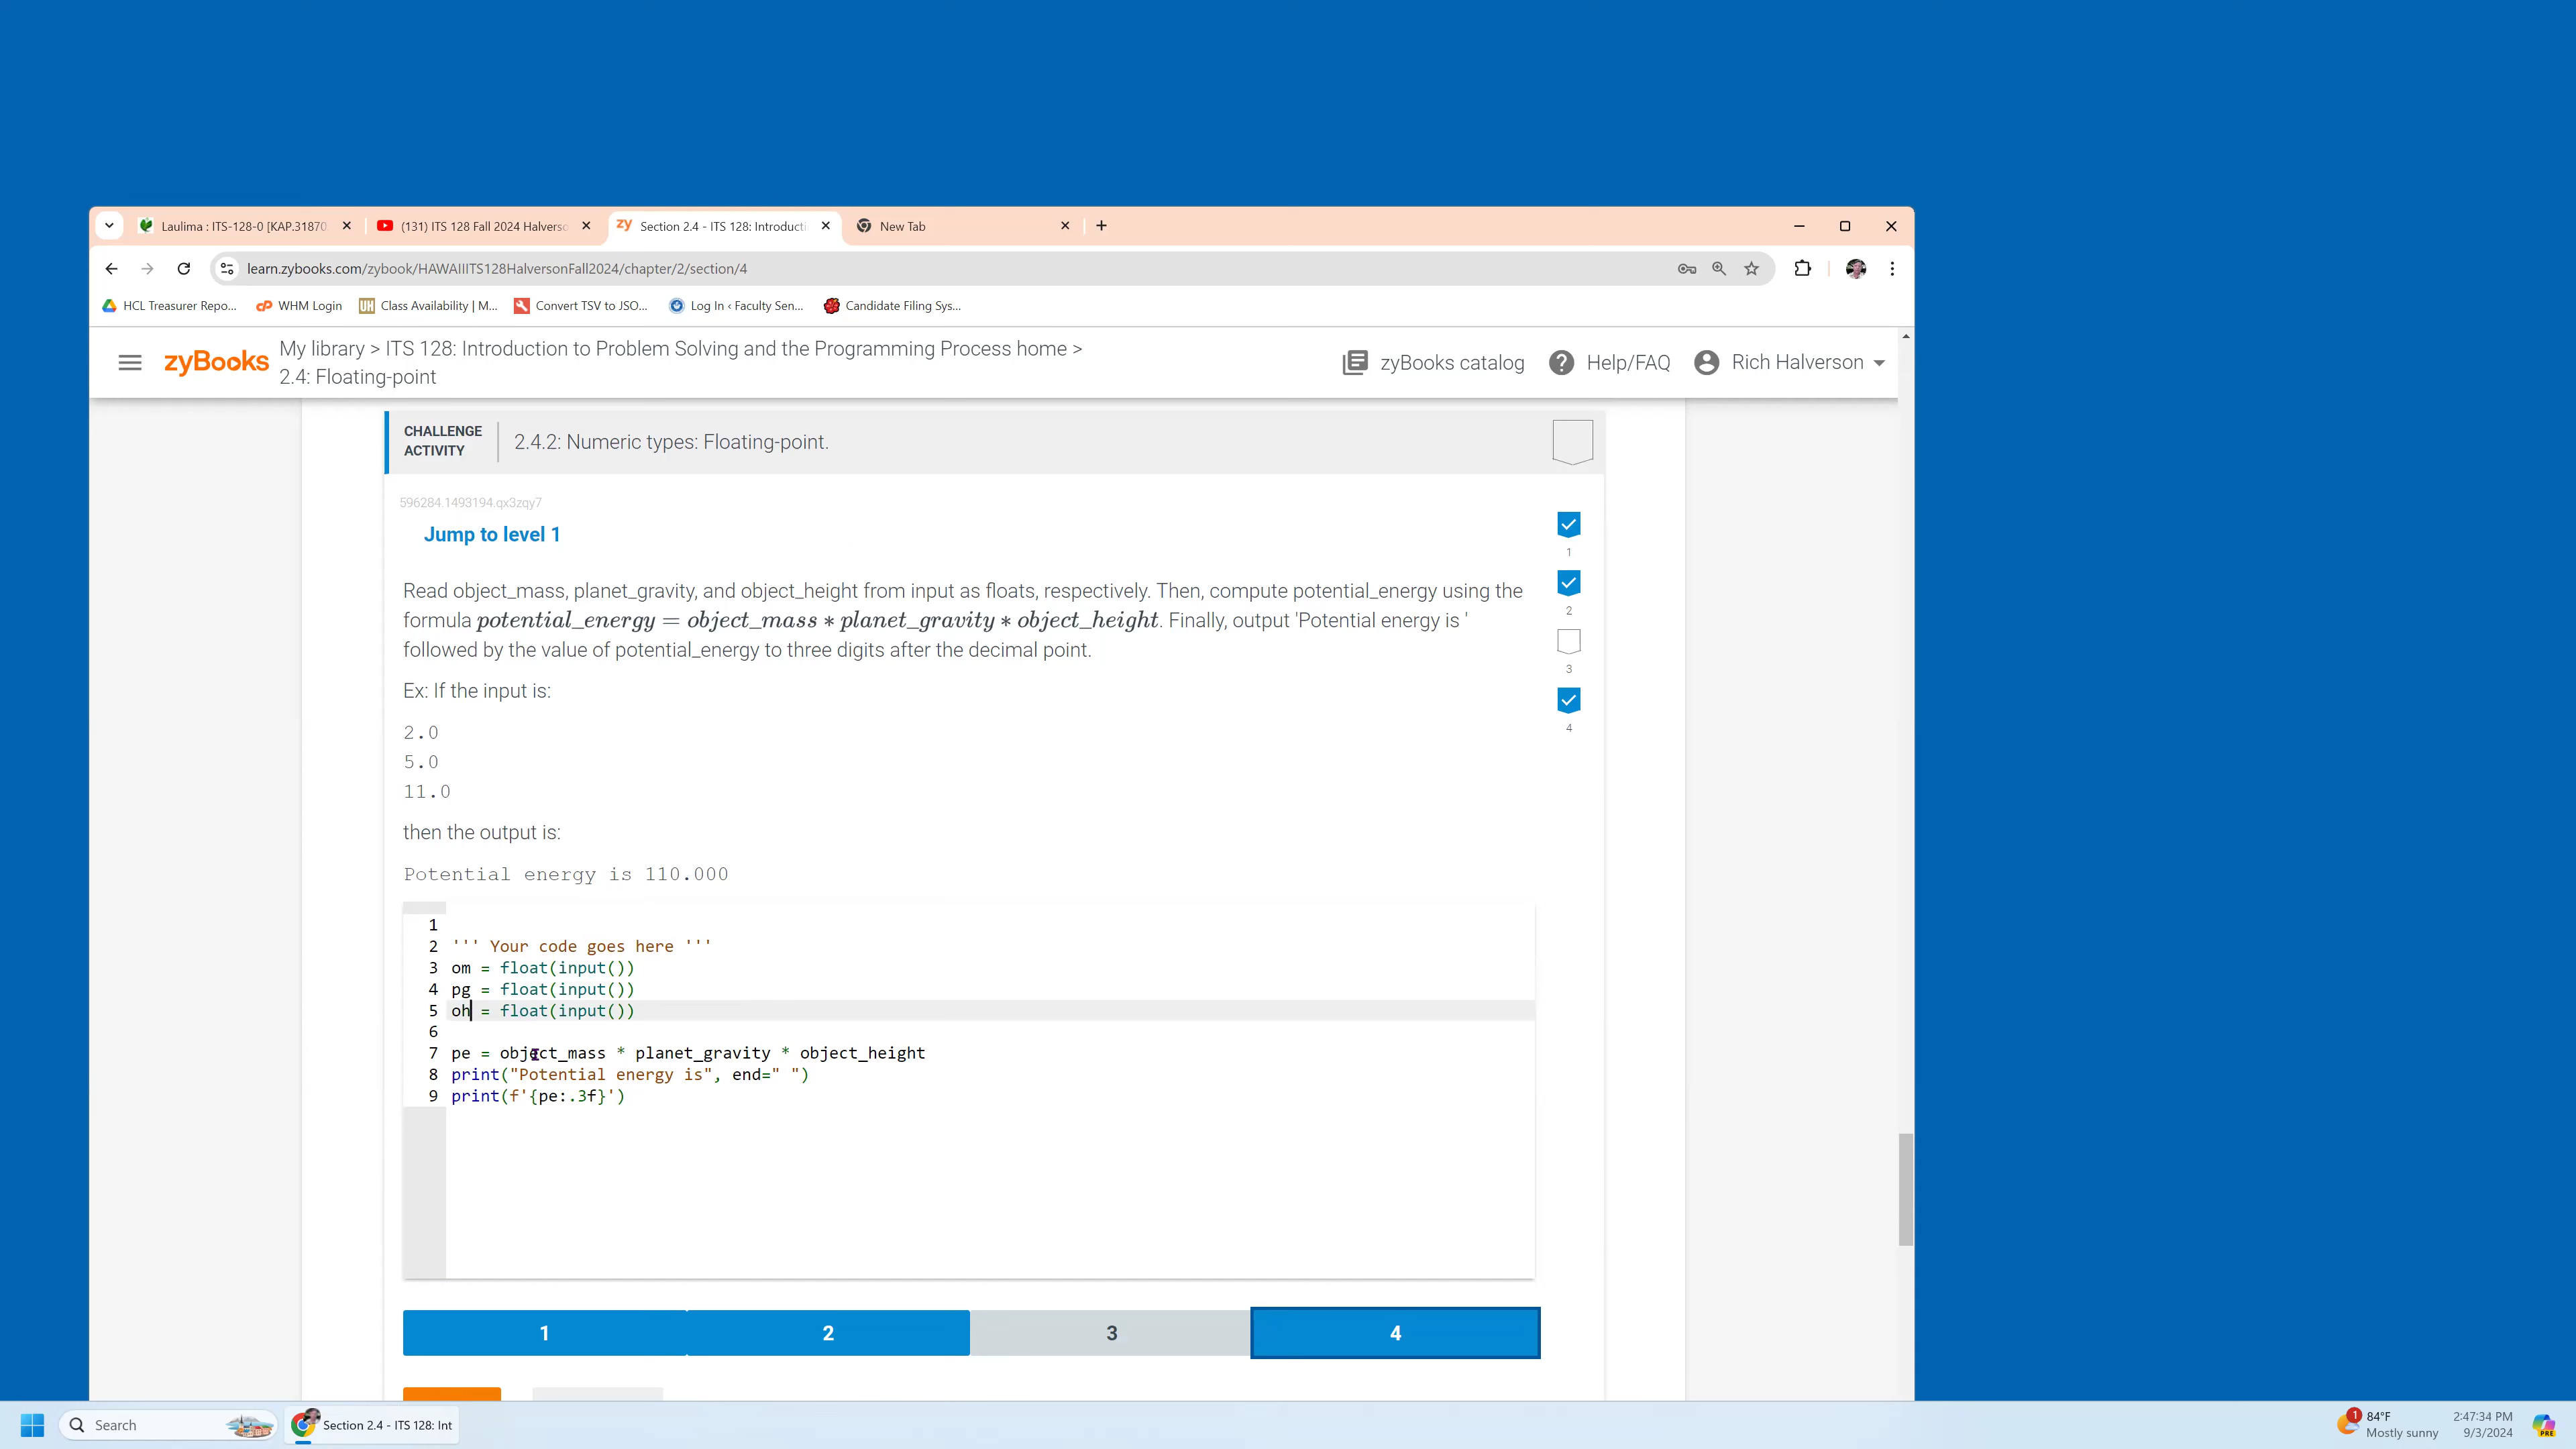 Laulima : ITS-128-0 [KAP.31870
(131) ITS 128 Fall 2024 Halverso
zy Section 2.4 - ITS 128: Introducti
New Tab
learn.zybooks.com/zybook/HAWAIIITS128HalversonFall2024/chapter/2/section/4
HCL Treasurer Repo...
WHM Login
Class Availability | M...
Convert TSV to JSO...
Log In ‹ Faculty Sen...
Candidate Filing Sys...
zyBooks
My library > ITS 128: Introduction to Problem Solving and the Programming Process home >
2.4: Floating-point
zyBooks catalog
Help/FAQ
Rich Halverson
CHALLENGE
ACTIVITY
2.4.2: Numeric types: Floating-point.
596284.1493194.qx3zqy7
Jump to level 1
1
2
3
4
Read object_mass, planet_gravity, and object_height from input as floats, respectively. Then, compute potential_energy using the
formula potential_energy = object_mass * planet_gravity * object_height. Finally, output 'Potential energy is '
followed by the value of potential_energy to three digits after the decimal point.
Ex: If the input is:
2.0
5.0
11.0
then the output is:
Potential energy is 110.000
1
2 ''' Your code goes here '''
3 om = float(input())
4 pg = float(input())
5 oh = float(input())
6
7 pe = object_mass * planet_gravity * object_height
8 print("Potential energy is", end=" ")
9 print(f'{pe:.3f}')
1 2 3 4
Search
Section 2.4 - ITS 128: Int
1
84°F
Mostly sunny
2:47:34 PM
9/3/2024
PRE